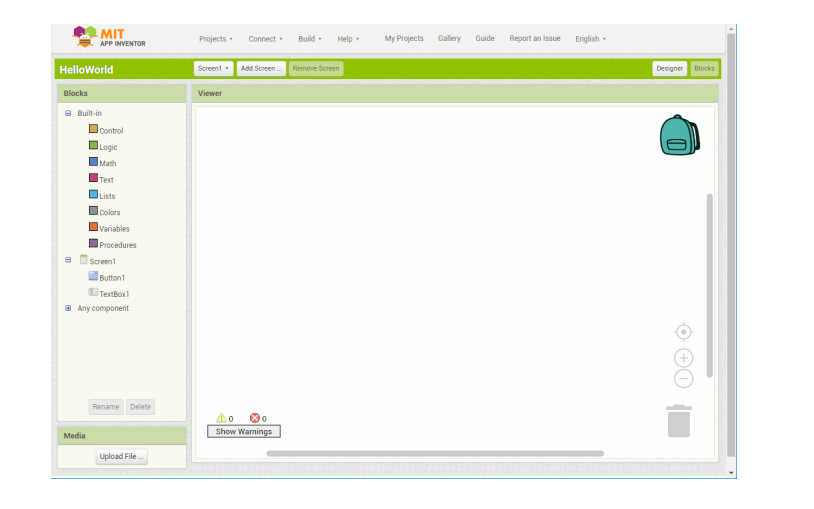 MIT
APP INVENTOR
Projects Connect Build Help My Projects Gallery Guide Report an Issue English
HelloWorld Screen1 Add Screen ... Remove Screen Designer Blocks
Blocks Viewer
Built-in
Control
Logic
Math
Text
Lists
Colors
Variables
Procedures
Screen1
Button1
TextBox1
Any component
Rename Delete
0 0
Show Warnings
Media
Upload File ...